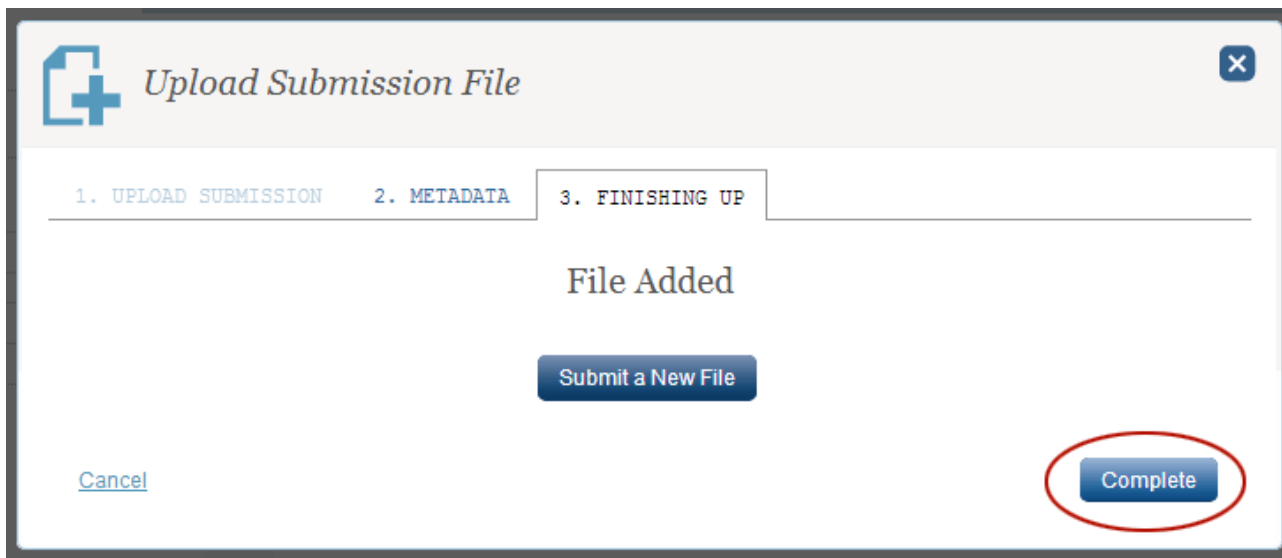 Upload Submission File
1. UPLOAD SUBMISSION 2. METADATA 3. FINISHING UP
File Added
Submit a New File
Cancel Complete